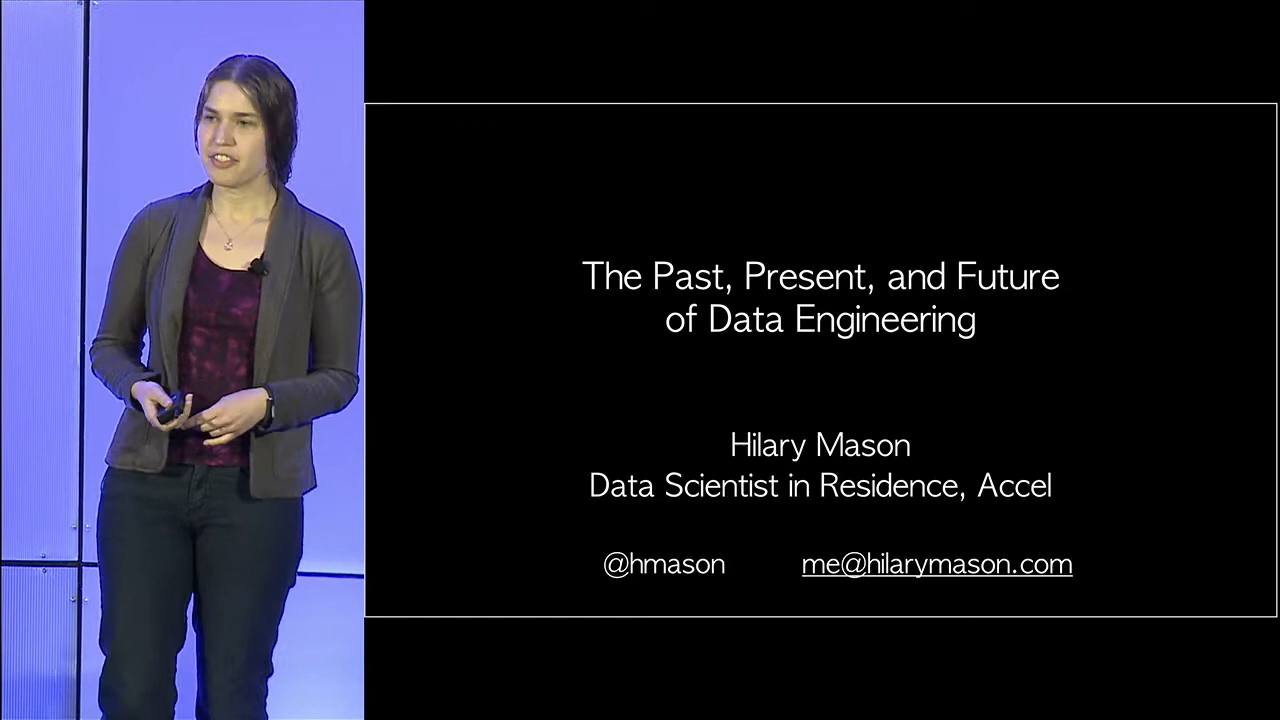 The Past, Present, and Future
of Data Engineering
Hilary Mason
Data Scientist in Residence, Accel
@hmason me@hilarymason.com